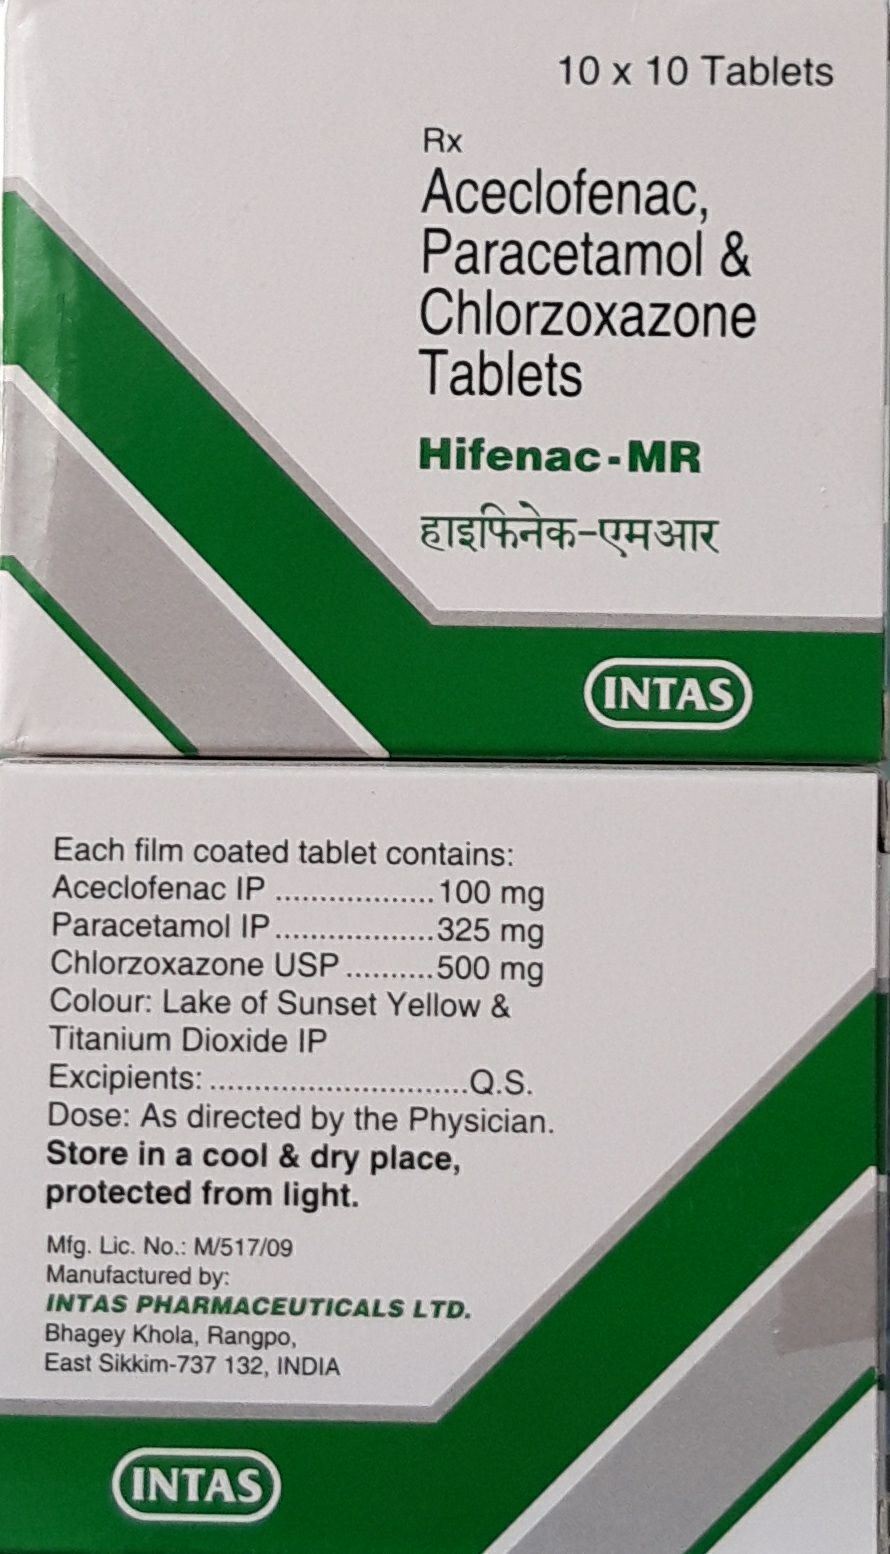 10 x 10 Tablets
Rx
Aceclofenac,
Paracetamol &
Chlorzoxazone
Tablets
Hifenac-MR
हाइफिनेक-एमआर
INTAS
Each film coated tablet contains:
Aceclofenac IP ..................100 mg
Paracetamol IP..................325 mg
Chlorzoxazone USP..........500 mg
Colour: Lake of Sunset Yellow &
Titanium Dioxide IP
Excipients: .............................Q.S.
Dose: As directed by the Physician.
Store in a cool & dry place,
protected from light.
Mfg. Lic. No.: M/517/09
Manufactured by:
INTAS PHARMACEUTICALS LTD.
Bhagey Khola, Rangpo,
East Sikkim-737 132, INDIA
INTAS